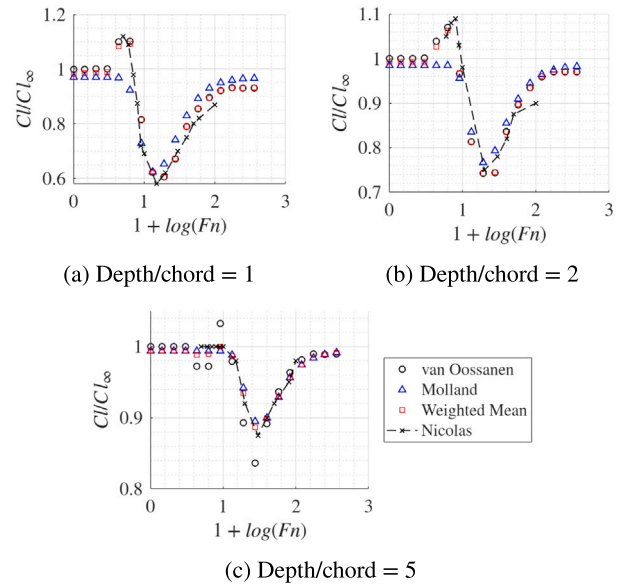 1.2
1
0.8
0.6
0
1
2
3
Cl/Cl∞
1 + log(Fn)
(a) Depth/chord = 1
1.1
1
0.9
0.8
0.7
0
1
2
3
Cl/Cl∞
1 + log(Fn)
(b) Depth/chord = 2
1
0.9
0.8
0
1
2
3
Cl/Cl∞
1 + log(Fn)
van Oossanen
Molland
Weighted Mean
Nicolas
(c) Depth/chord = 5